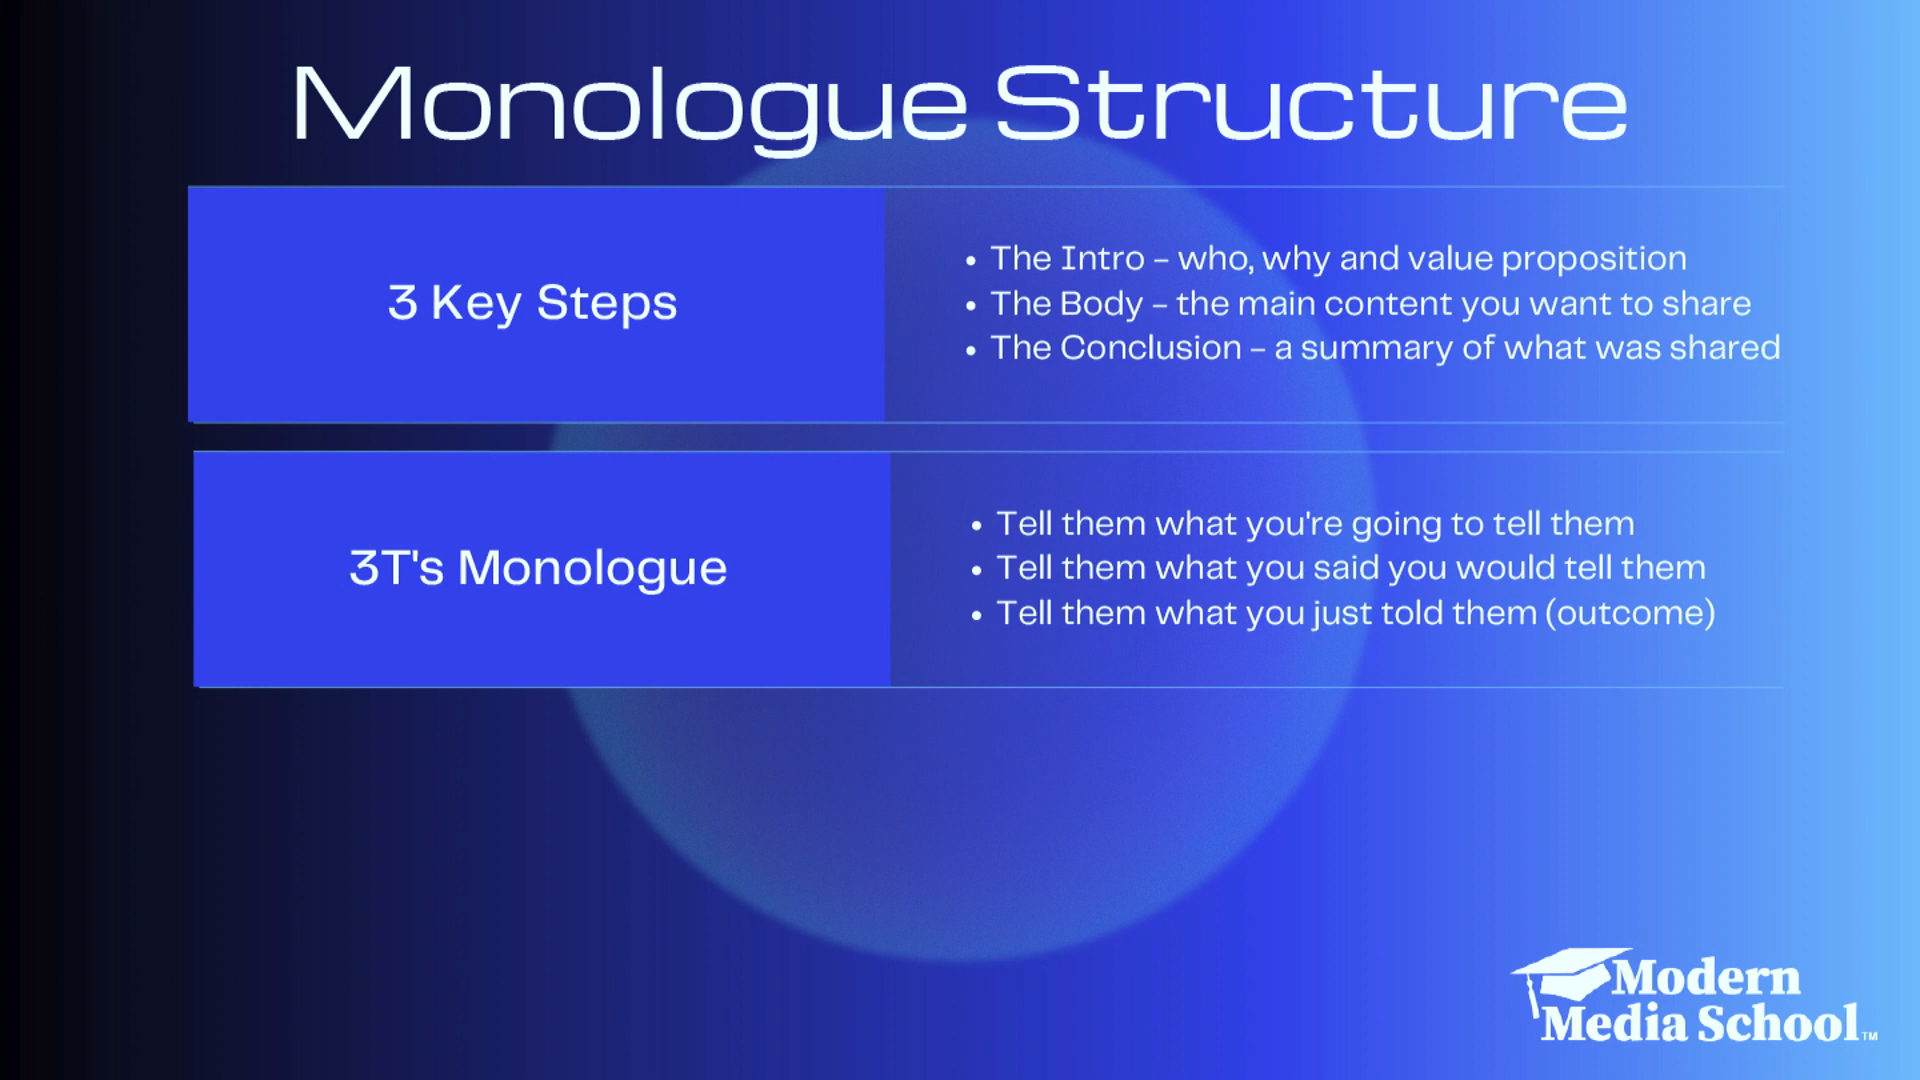 Monologue Structure
3 Key Steps
• The Intro – who, why and value proposition
• The Body – the main content you want to share
• The Conclusion – a summary of what was shared
3T's Monologue
• Tell them what you're going to tell them
• Tell them what you said you would tell them
• Tell them what you just told them (outcome)
Modern
Media School™